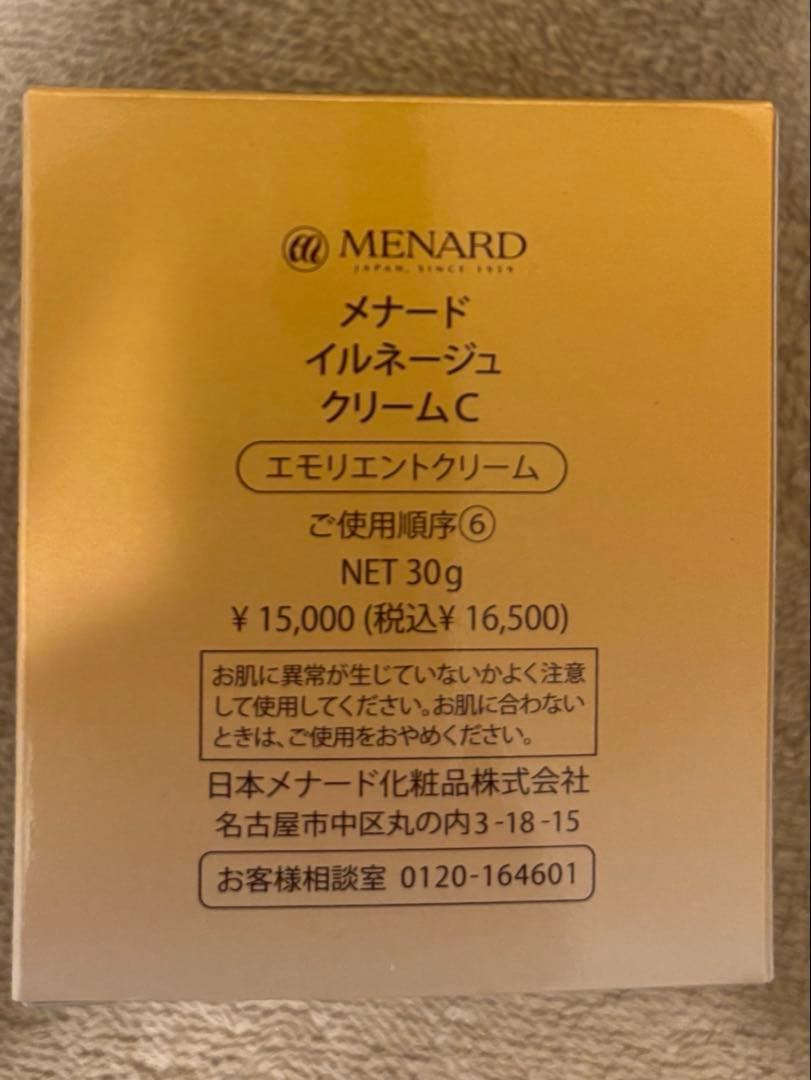 MENARD
JAPAN, SINCE 1959
メナード
イルネージュ
クリームC
エモリエントクリーム
ご使用順序⑥
NET 30g
¥ 15,000 (税込¥ 16,500)
お肌に異常が生じていないかよく注意
して使用してください。お肌に合わない
ときは、ご使用をおやめください。
日本メナード化粧品株式会社
名古屋市中区丸の内3-18-15
お客様相談室 0120-164601